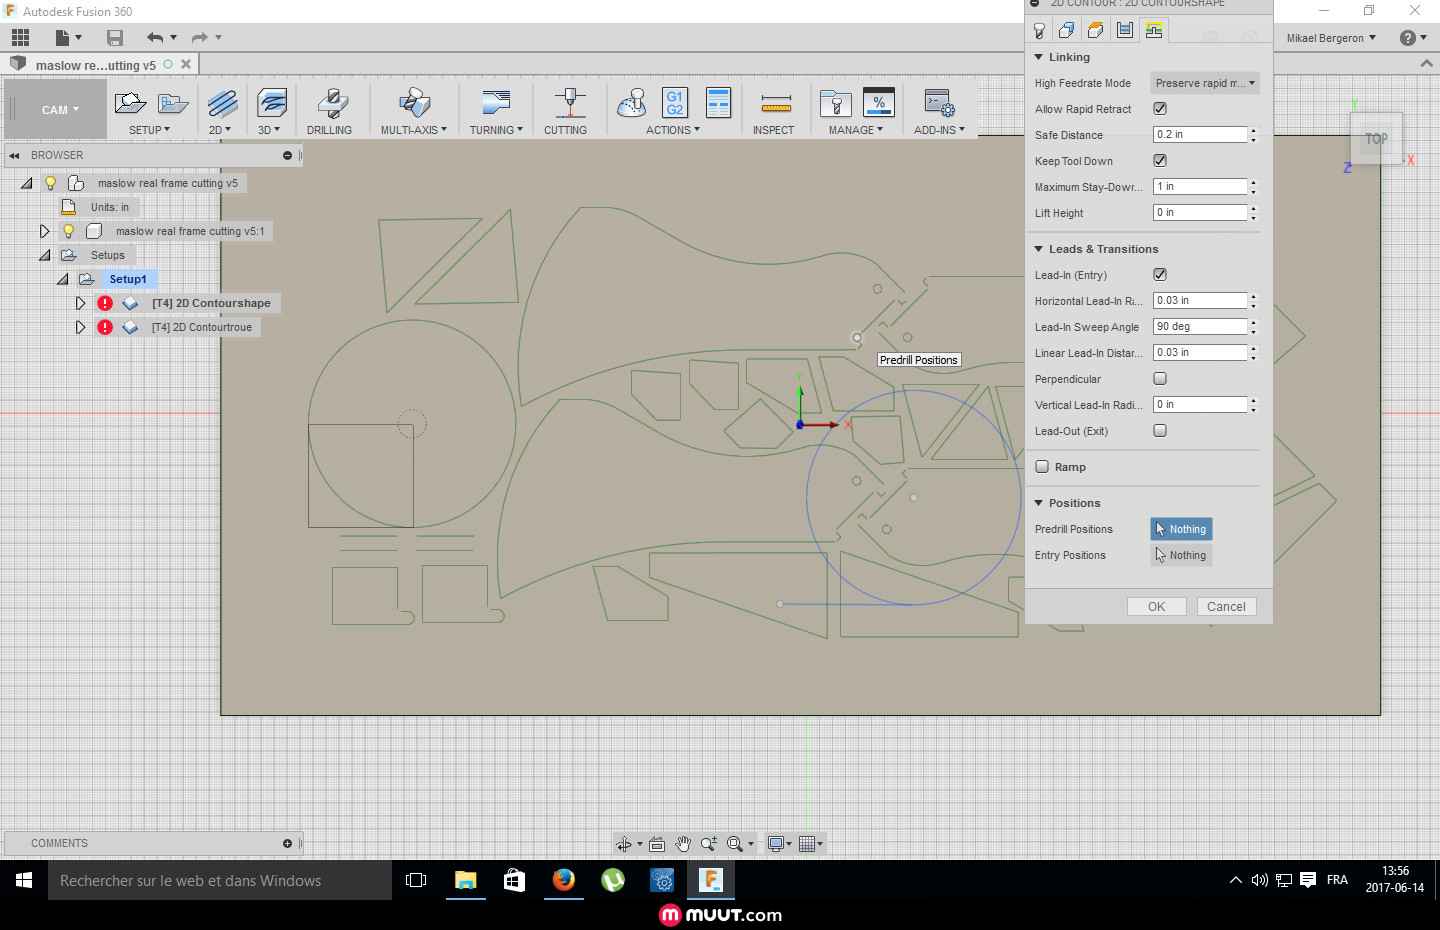 Autodesk Fusion 360
2D CONTOUR : 2D CONTOURSHAPE
Mikael Bergeron
maslow re...utting v5
CAM
SETUP
2D
3D
DRILLING
MULTI-AXIS
TURNING
CUTTING
G1
G2
ACTIONS
INSPECT
MANAGE
ADD-INS
BROWSER
maslow real frame cutting v5
Units: in
maslow real frame cutting v5:1
Setups
Setup1
[T4] 2D Contourshape
[T4] 2D Contourroue
Predrill Positions
Y
X
Linking
High Feedrate Mode Preserve rapid m...
Allow Rapid Retract
Safe Distance 0.2 in
Keep Tool Down
Maximum Stay-Down... 1 in
Lift Height 0 in
Leads & Transitions
Lead-In (Entry)
Horizontal Lead-In R... 0.03 in
Lead-In Sweep Angle 90 deg
Linear Lead-In Distan... 0.03 in
Perpendicular
Vertical Lead-In Radi... 0 in
Lead-Out (Exit)
Ramp
Positions
Predrill Positions Nothing
Entry Positions Nothing
OK Cancel
Y
TOP
X
Z
COMMENTS
Rechercher sur le web et dans Windows
FRA
13:56
2017-06-14
m MUUT.com